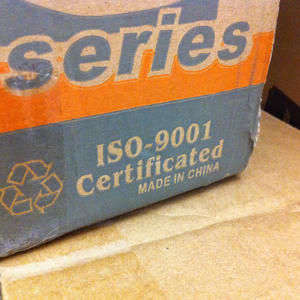 series
ISO-9001
Certificated
MADE IN CHINA